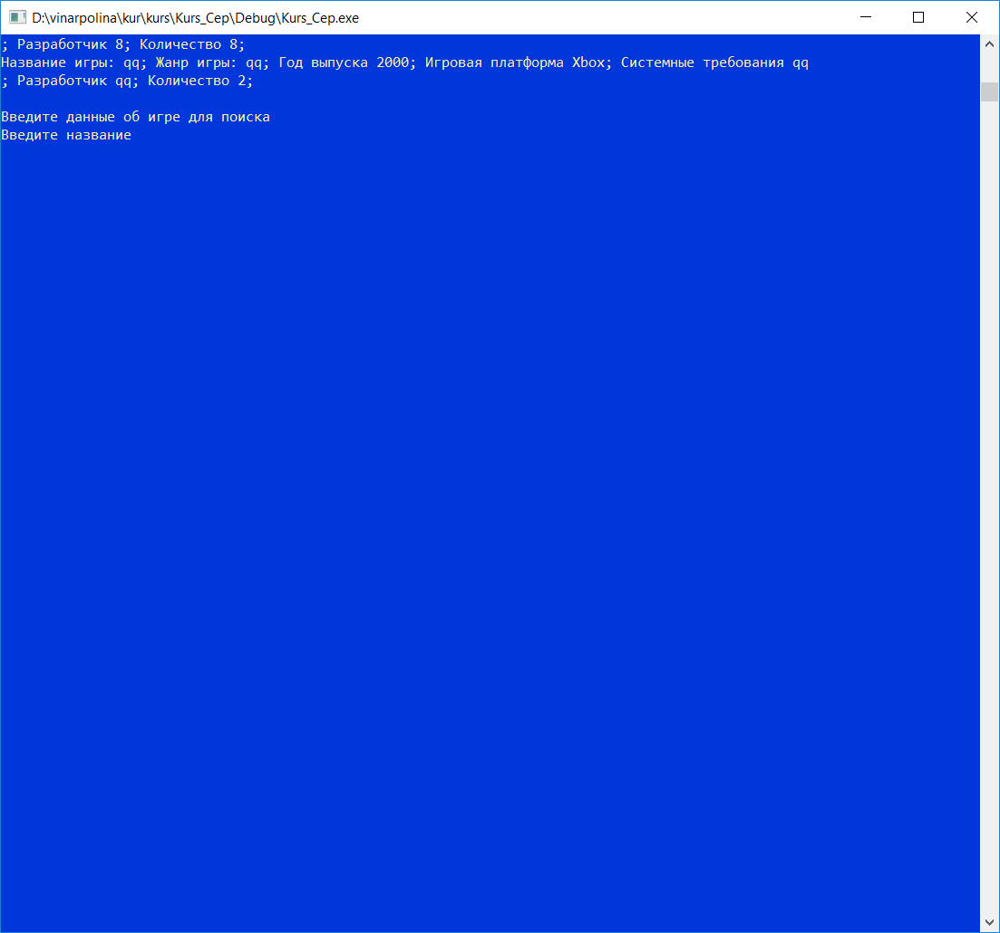 D:\vinarpolina\kur\kurs\Kurs_Cep\Debug\Kurs_Cep.exe
; Разработчик 8; Количество 8;
Название игры: qq; Жанр игры: qq; Год выпуска 2000; Игровая платформа Xbox; Системные требования qq
; Разработчик qq; Количество 2;
Введите данные об игре для поиска
Введите название